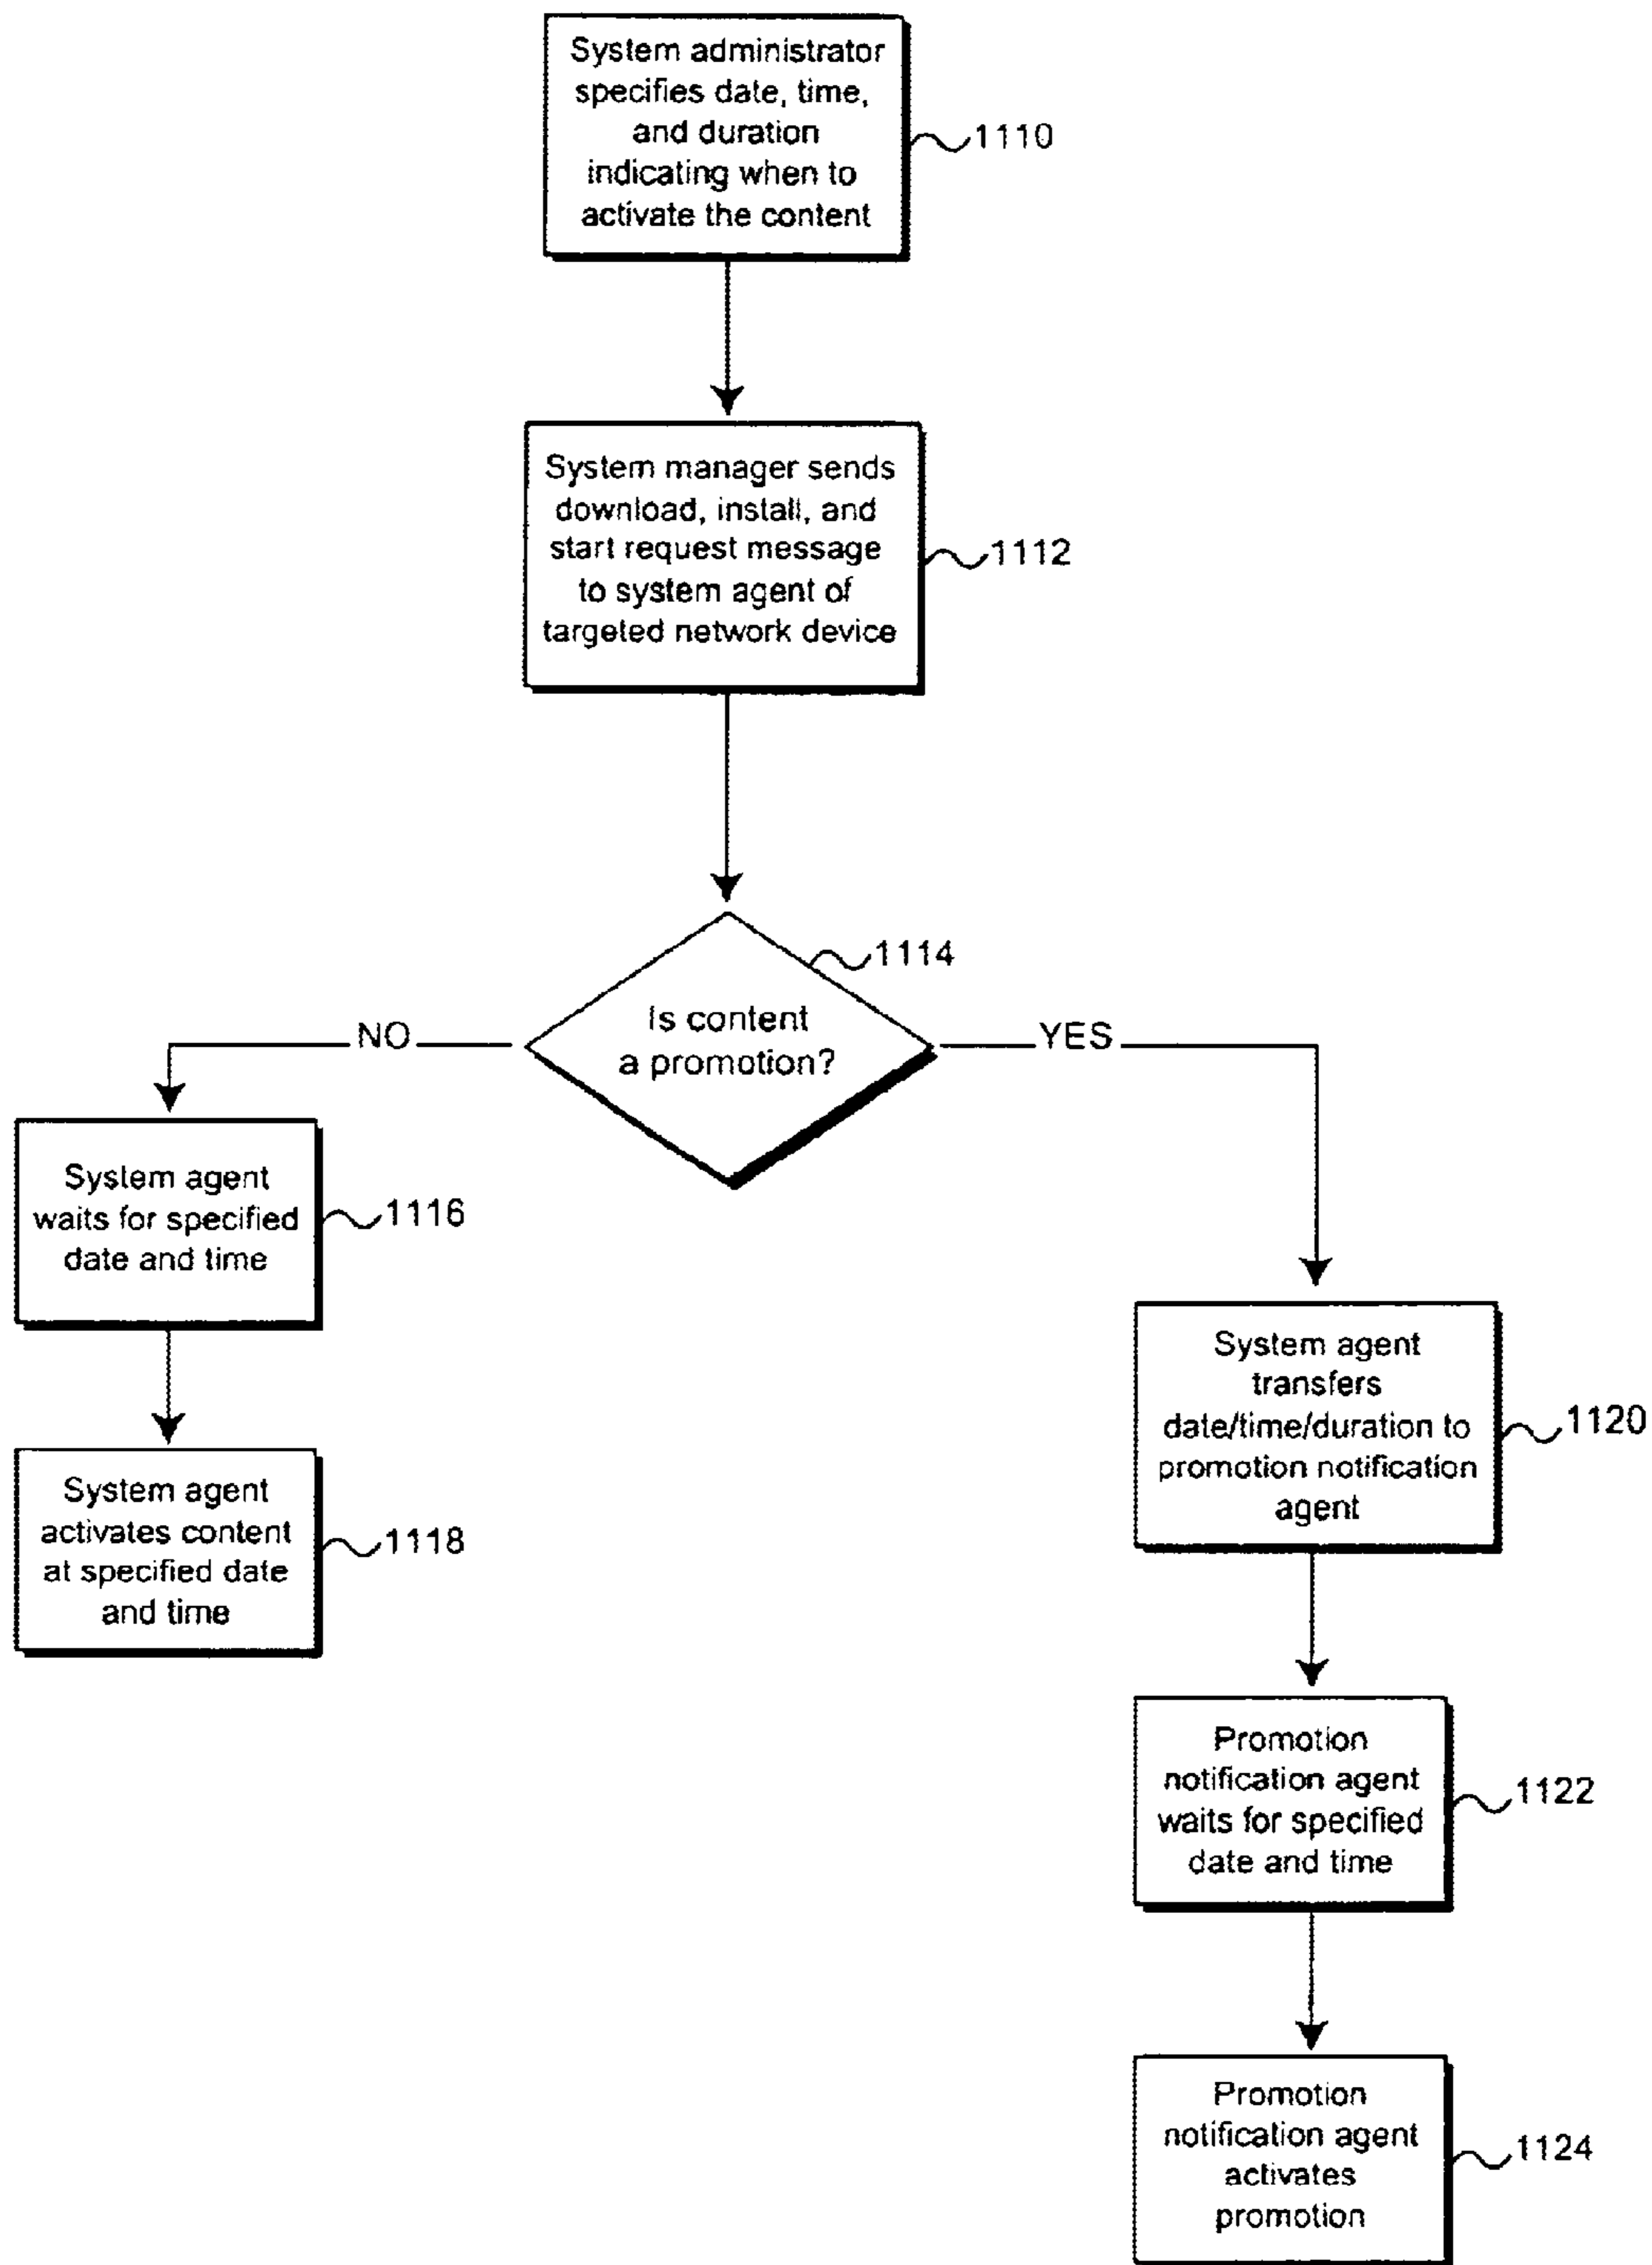 System administrator
specifies date, time,
and duration
indicating when to
activate the content
1110
System manager sends
download, install, and
start request message
to system agent of
targeted network device
1112
1114
Is content
a promotion?
NO
YES
System agent
waits for specified
date and time
1116
System agent
activates content
at specified date
and time
1118
System agent
transfers
date/time/duration to
promotion notification
agent
1120
Promotion
notification agent
waits for specified
date and time
1122
Promotion
notification agent
activates
promotion
1124